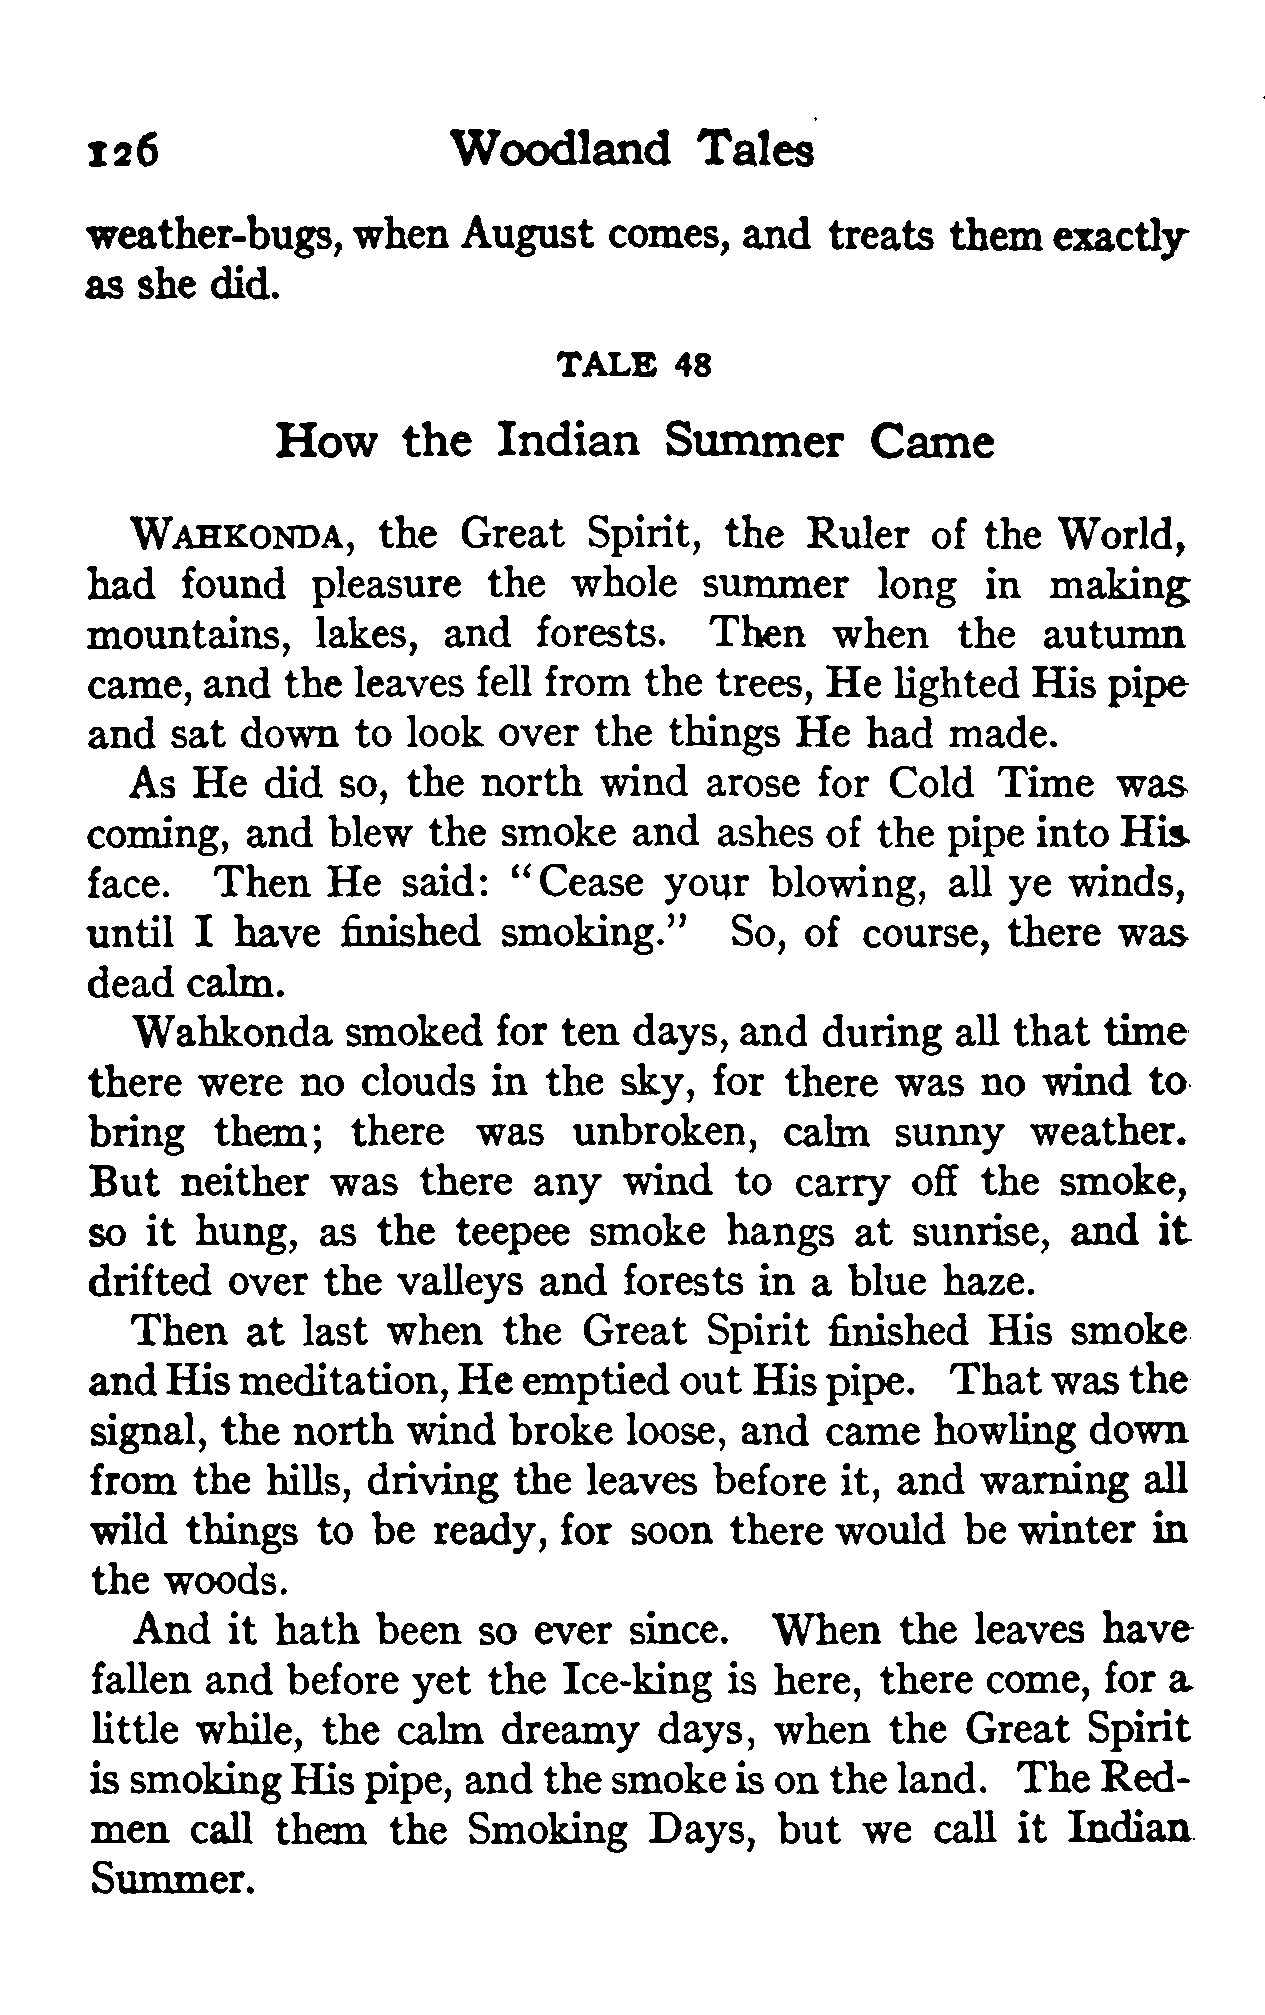 126 Woodland Tales
weather-bugs, when August comes, and treats them exactly
as she did.
TALE 48
How the Indian Summer Came
WAHKONDA, the Great Spirit, the Ruler of the World,
had found pleasure the whole summer long in making
mountains, lakes, and forests. Then when the autumn
came, and the leaves fell from the trees, He lighted His pipe
and sat down to look over the things He had made.
As He did so, the north wind arose for Cold Time was
coming, and blew the smoke and ashes of the pipe into His
face. Then He said: “Cease your blowing, all ye winds,
until I have finished smoking.” So, of course, there was
dead calm.
Wahkonda smoked for ten days, and during all that time
there were no clouds in the sky, for there was no wind to
bring them; there was unbroken, calm sunny weather.
But neither was there any wind to carry off the smoke,
so it hung, as the teepee smoke hangs at sunrise, and it
drifted over the valleys and forests in a blue haze.
Then at last when the Great Spirit finished His smoke
and His meditation, He emptied out His pipe. That was the
signal, the north wind broke loose, and came howling down
from the hills, driving the leaves before it, and warning all
wild things to be ready, for soon there would be winter in
the woods.
And it hath been so ever since. When the leaves have
fallen and before yet the Ice-king is here, there come, for a
little while, the calm dreamy days, when the Great Spirit
is smoking His pipe, and the smoke is on the land. The Red-
men call them the Smoking Days, but we call it Indian
Summer.